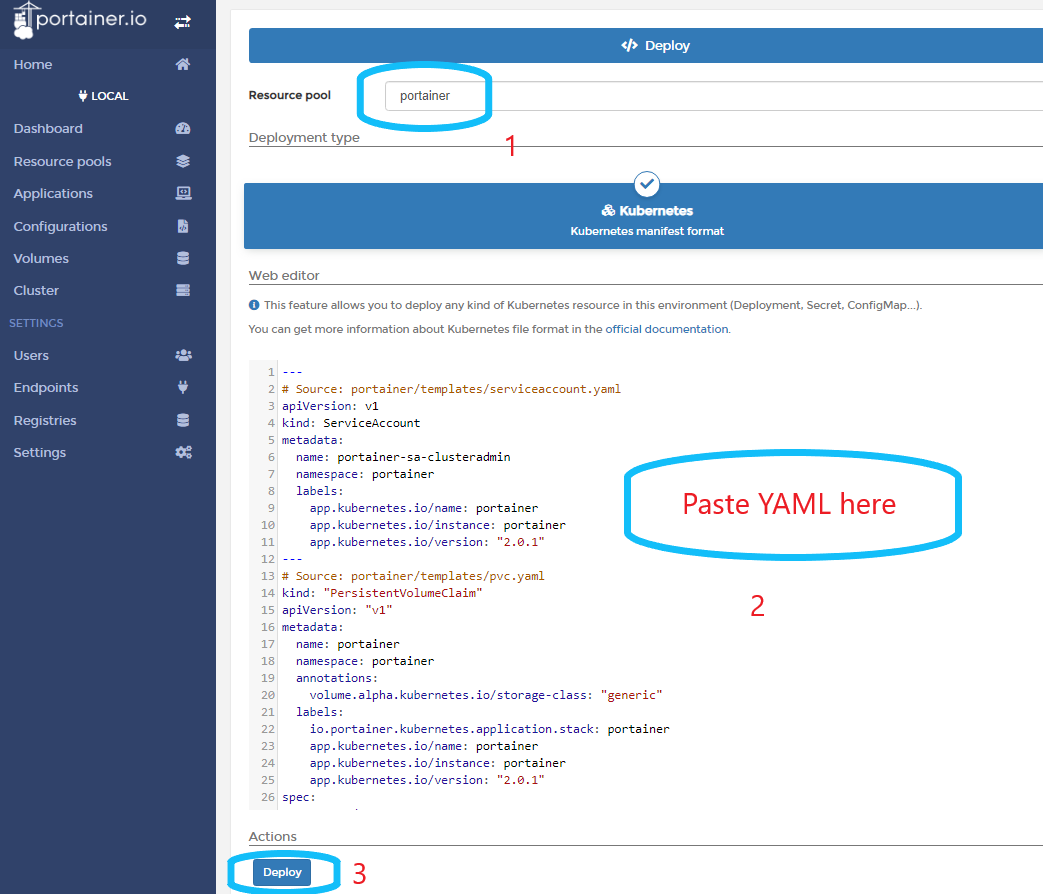 portainer.io
Home
LOCAL
Dashboard
Resource pools
Applications
Configurations
Volumes
Cluster
SETTINGS
Users
Endpoints
Registries
Settings
Deploy
Resource pool
portainer
1
Deployment type
Kubernetes
Kubernetes manifest format
Web editor
This feature allows you to deploy any kind of Kubernetes resource in this environment (Deployment, Secret, ConfigMap...).
You can get more information about Kubernetes file format in the official documentation.
1 ---
2 # Source: portainer/templates/serviceaccount.yaml
3 apiVersion: v1
4 kind: ServiceAccount
5 metadata:
6   name: portainer-sa-clusteradmin
7   namespace: portainer
8   labels:
9     app.kubernetes.io/name: portainer
10     app.kubernetes.io/instance: portainer
11     app.kubernetes.io/version: "2.0.1"
12 ---
13 # Source: portainer/templates/pvc.yaml
14 kind: "PersistentVolumeClaim"
15 apiVersion: "v1"
16 metadata:
17   name: portainer
18   namespace: portainer
19   annotations:
20     volume.alpha.kubernetes.io/storage-class: "generic"
21   labels:
22     io.portainer.kubernetes.application.stack: portainer
23     app.kubernetes.io/name: portainer
24     app.kubernetes.io/instance: portainer
25     app.kubernetes.io/version: "2.0.1"
26 spec:
Paste YAML here
2
Actions
Deploy
3